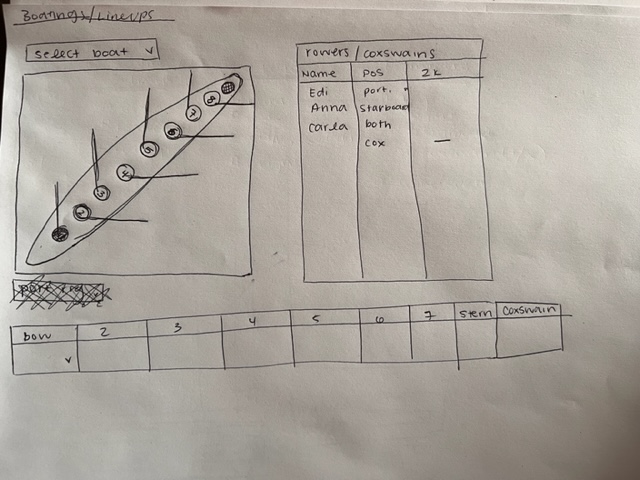 Boatings/Lineups
select boat v
rowers/coxswains
Name pos 2k
Edi port.
Anna starboard
Carla both
cox —
8
7
6
5
4
3
2
bow 2 3 4 5 6 7 stern coxswain
v